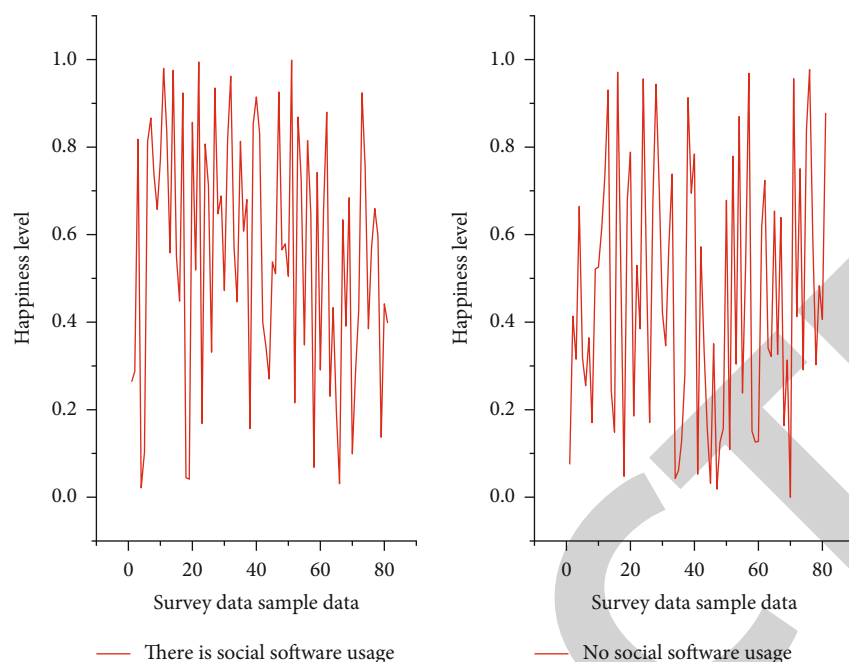 1.0
0.8
0.6
0.4
0.2
0.0
Happiness level
0 20 40 60 80
Survey data sample data
There is social software usage
1.0
0.8
0.6
0.4
0.2
0.0
Happiness level
0 20 40 60 80
Survey data sample data
No social software usage